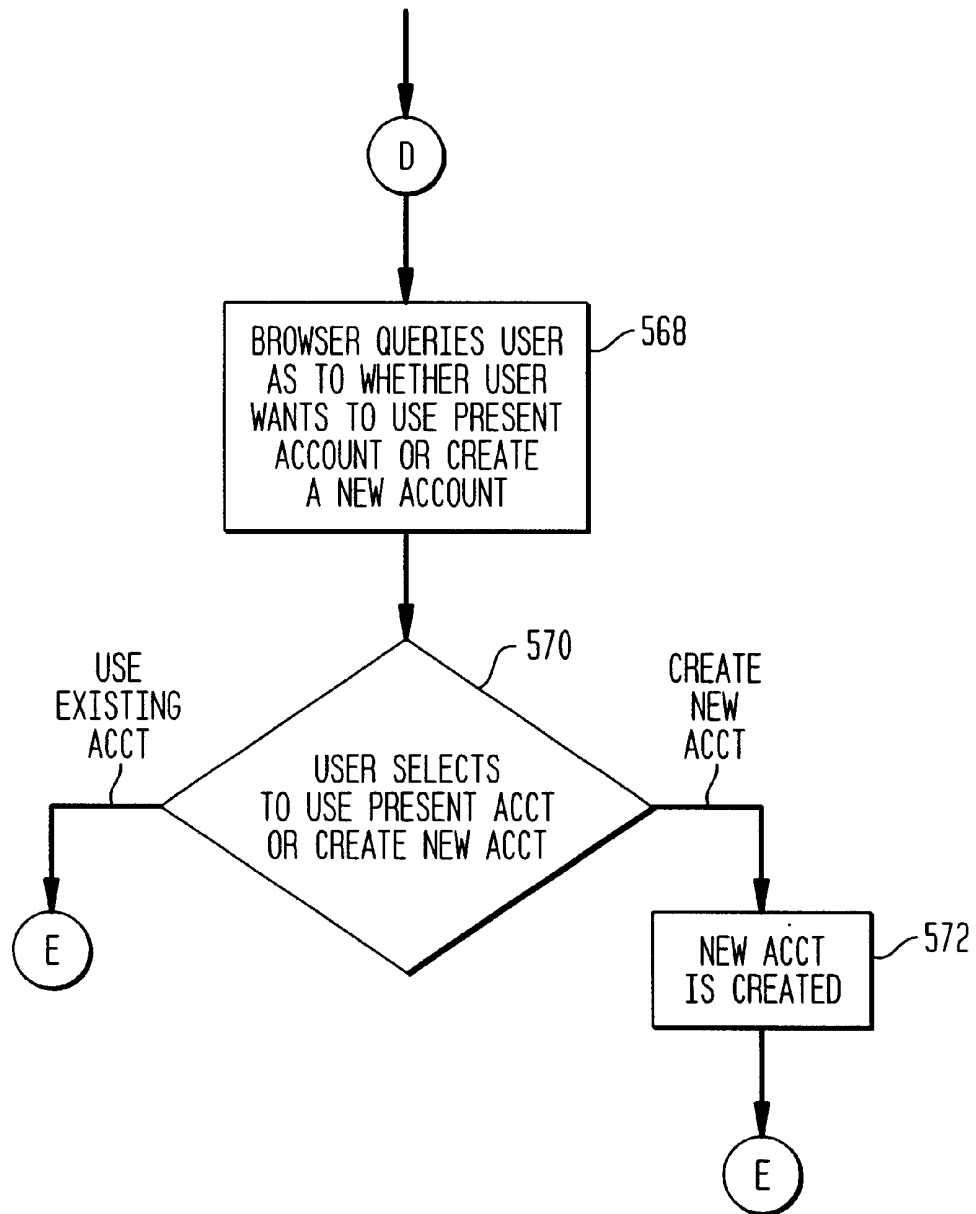 D
BROWSER QUERIES USER
AS TO WHETHER USER
WANTS TO USE PRESENT
ACCOUNT OR CREATE
A NEW ACCOUNT
568
570
USE
EXISTING
ACCT
CREATE
NEW
ACCT
USER SELECTS
TO USE PRESENT ACCT
OR CREATE NEW ACCT
E
NEW ACCT
IS CREATED
572
E